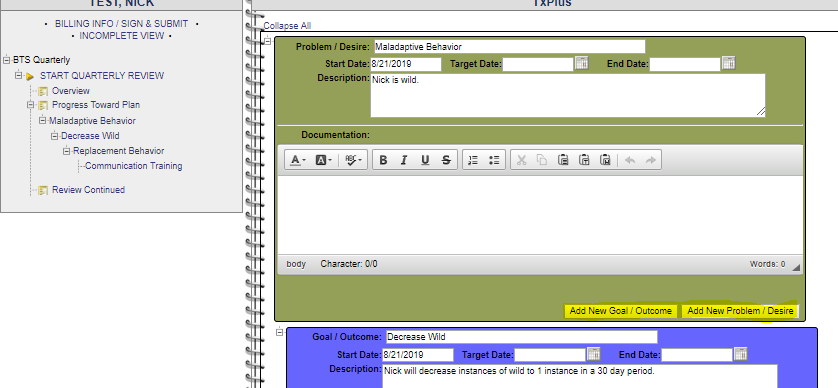 TEST, NICK
TxPlus
• BILLING INFO / SIGN & SUBMIT •
• INCOMPLETE VIEW •
BTS Quarterly
START QUARTERLY REVIEW
Overview
Progress Toward Plan
Maladaptive Behavior
Decrease Wild
Replacement Behavior
Communication Training
Review Continued
Collapse All
Problem / Desire: Maladaptive Behavior
Start Date: 8/21/2019 Target Date: End Date:
Description: Nick is wild.
Documentation:
A A ABC B I U S
body Character: 0/0 Words: 0
Add New Goal / Outcome Add New Problem / Desire
Goal / Outcome: Decrease Wild
Start Date: 8/21/2019 Target Date: End Date:
Description: Nick will decrease instances of wild to 1 instance in a 30 day period.